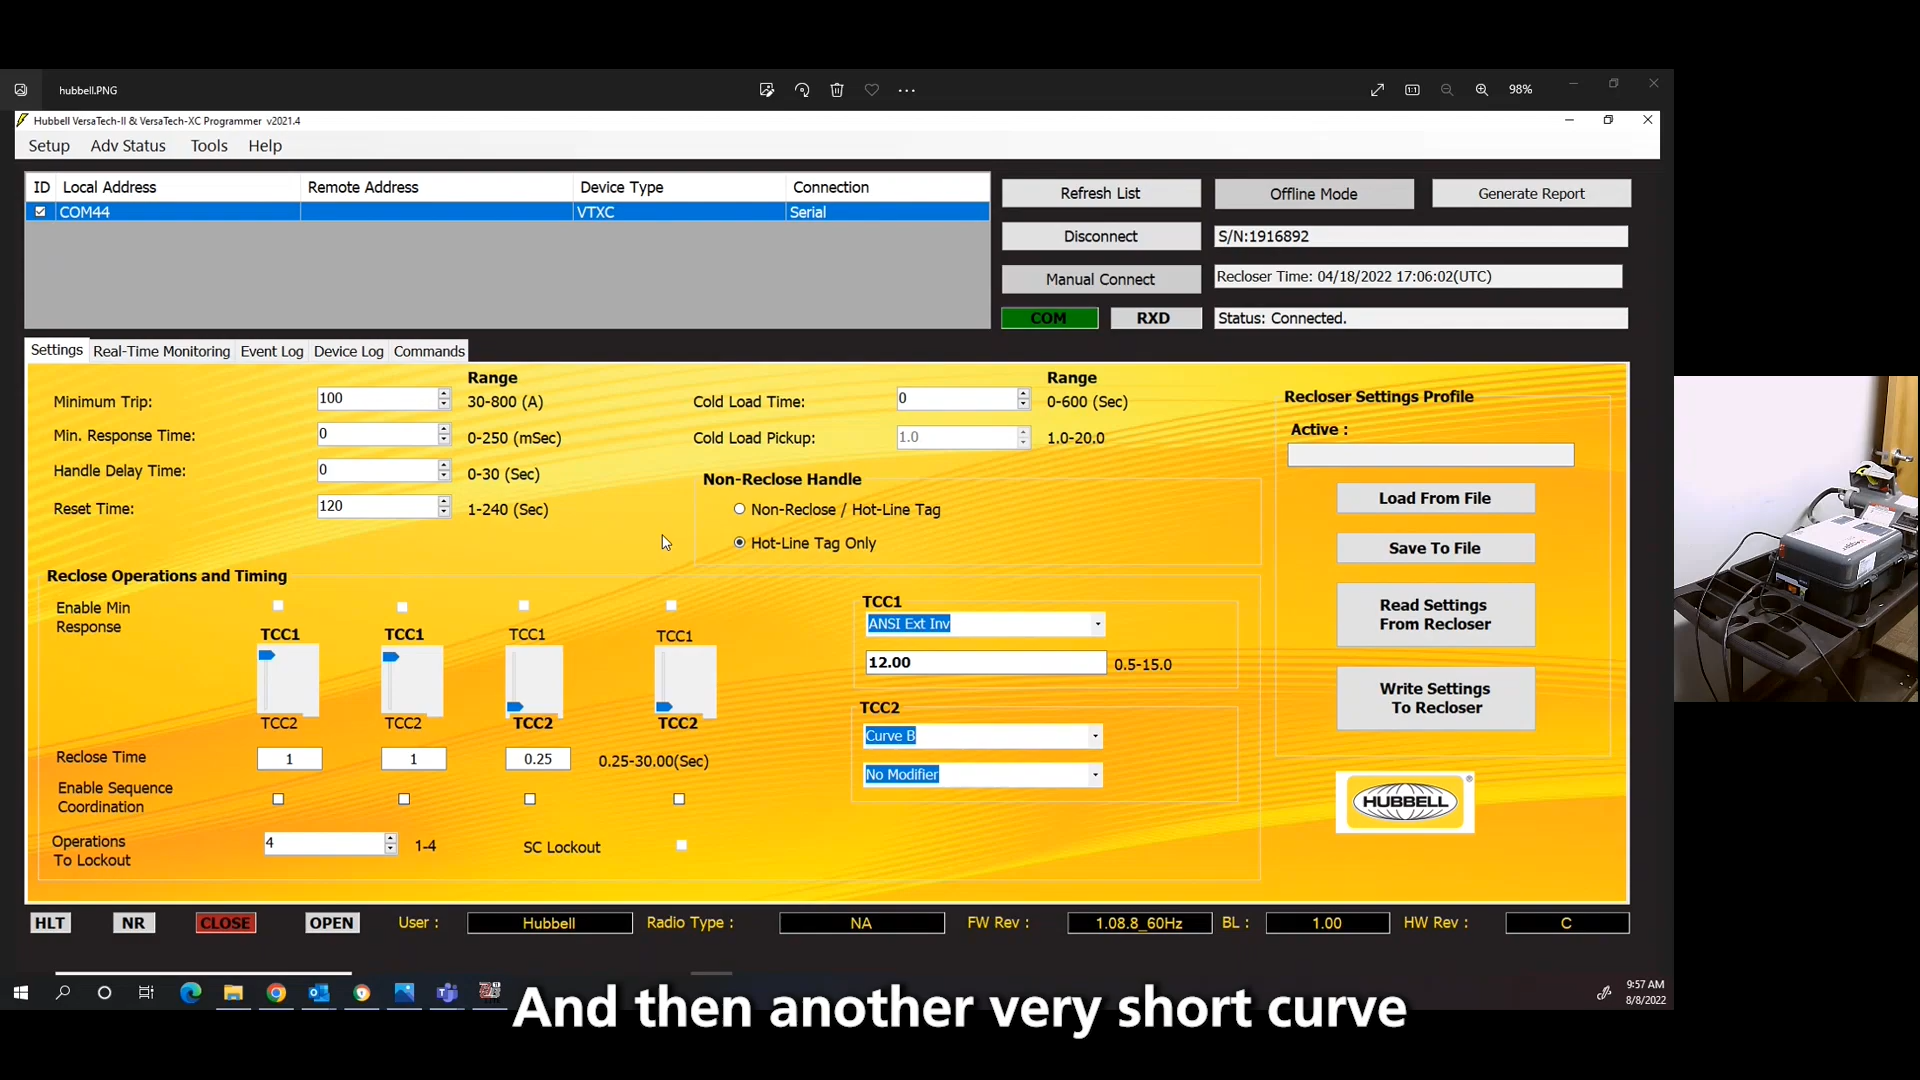 hubbell.PNG
98%
Hubbell VersaTech-II & VersaTech-XC Programmer v2021.4
Setup Adv Status Tools Help
ID Local Address Remote Address Device Type Connection
COM44 VTXC Serial
Refresh List Offline Mode Generate Report
Disconnect S/N:1916892
Manual Connect Recloser Time: 04/18/2022 17:06:02(UTC)
COM RXD Status: Connected.
Settings Real-Time Monitoring Event Log Device Log Commands
Range Range
Minimum Trip: 100 30-800 (A) Cold Load Time: 0 0-600 (Sec)
Min. Response Time: 0 0-250 (mSec) Cold Load Pickup: 1.0 1.0-20.0
Handle Delay Time: 0 0-30 (Sec)
Reset Time: 120 1-240 (Sec)
Non-Reclose Handle
Non-Reclose / Hot-Line Tag
Hot-Line Tag Only
Recloser Settings Profile
Active :
Load From File
Save To File
Read Settings
From Recloser
Write Settings
To Recloser
HUBBELL
®
Reclose Operations and Timing
Enable Min
Response
TCC1 TCC1 TCC1 TCC1
TCC2 TCC2 TCC2 TCC2
Reclose Time 1 1 0.25 0.25-30.00(Sec)
Enable Sequence
Coordination
Operations
To Lockout
4 1-4 SC Lockout
TCC1
ANSI Ext Inv
12.00 0.5-15.0
TCC2
Curve B
No Modifier
HLT NR CLOSE OPEN User : Hubbell Radio Type : NA FW Rev : 1.08.8_60Hz BL : 1.00 HW Rev : C
9:57 AM
8/8/2022
And then another very short curve